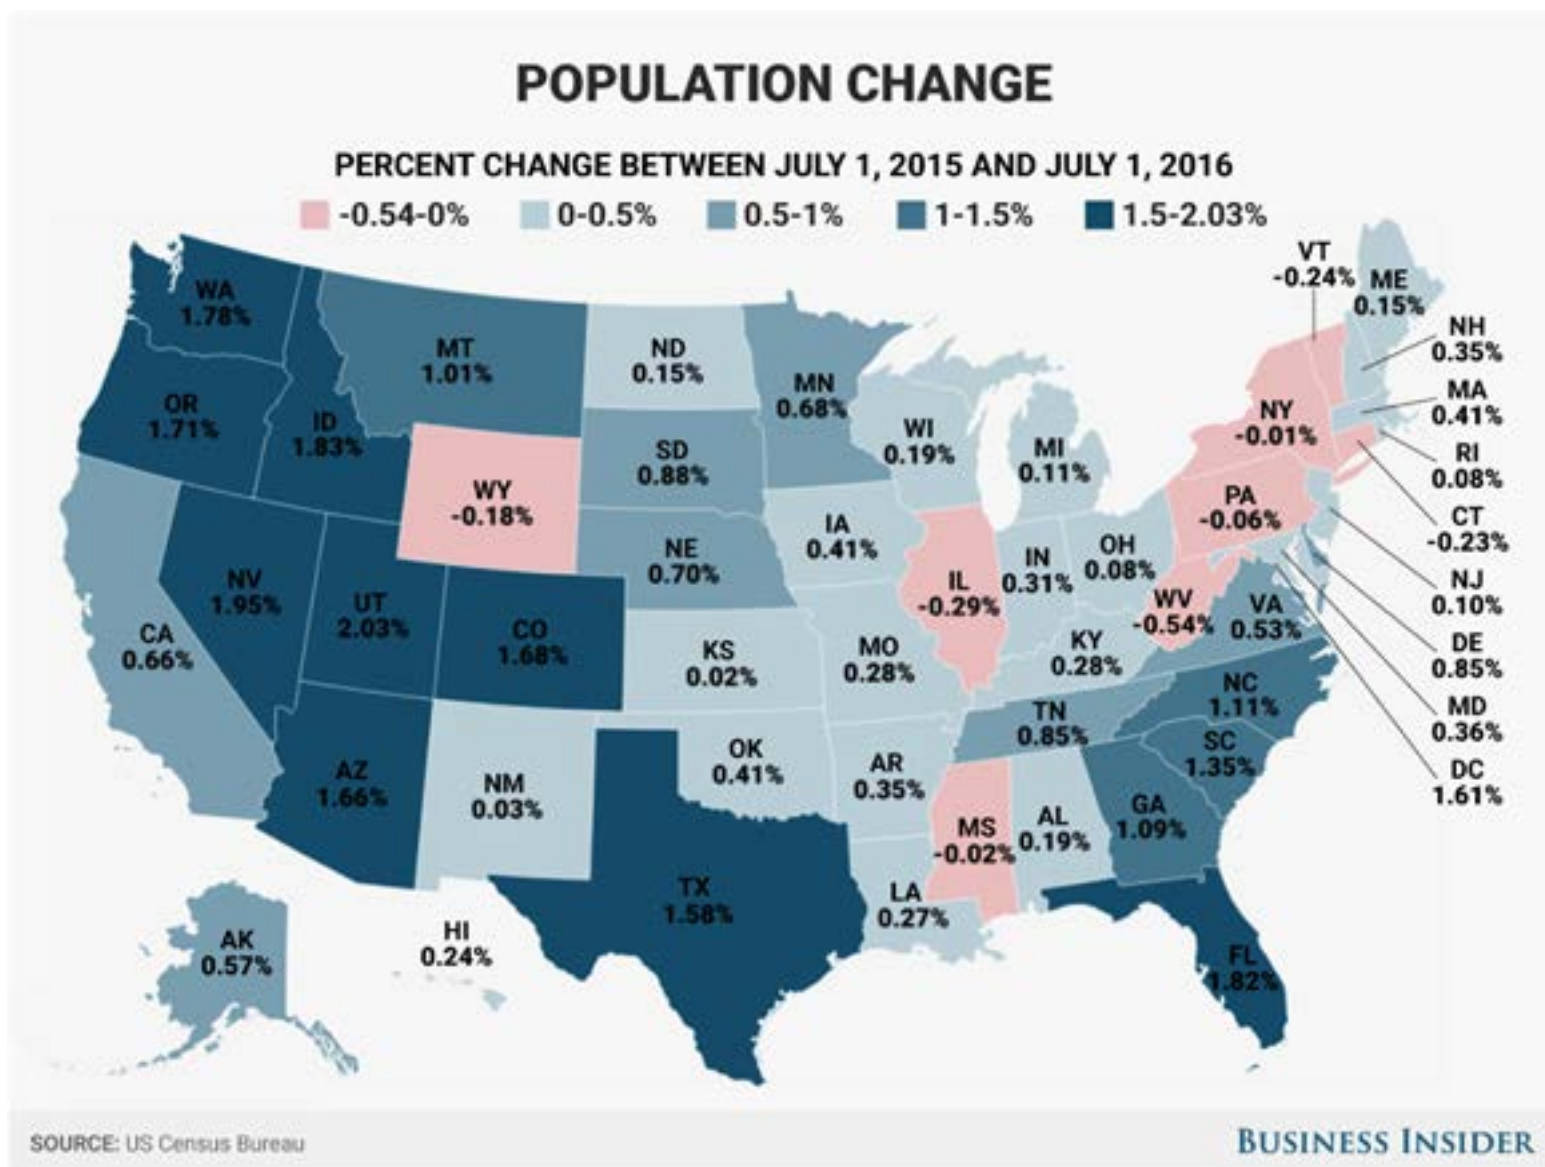 POPULATION CHANGE
PERCENT CHANGE BETWEEN JULY 1, 2015 AND JULY 1, 2016
-0.54-0% 0-0.5% 0.5-1% 1-1.5% 1.5-2.03%
VT
-0.24%
ME
0.15%
WA
1.78%
NH
0.35%
MT
1.01%
ND
0.15%
MN
0.68%
MA
0.41%
OR
1.71%
ID
1.83%
NY
-0.01%
WI
0.19%
SD
0.88%
MI
0.11%
RI
0.08%
WY
-0.18%
PA
-0.06%
CT
-0.23%
IA
0.41%
NE
0.70%
OH
0.08%
IN
0.31%
IL
-0.29%
NV
1.95%
NJ
0.10%
UT
2.03%
WV
-0.54%
VA
0.53%
CA
0.66%
CO
1.68%
KS
0.02%
MO
0.28%
KY
0.28%
DE
0.85%
NC
1.11%
MD
0.36%
TN
0.85%
SC
1.35%
OK
0.41%
AR
0.35%
AZ
1.66%
NM
0.03%
DC
1.61%
GA
1.09%
AL
0.19%
MS
-0.02%
TX
1.58%
LA
0.27%
HI
0.24%
AK
0.57%
FL
1.82%
SOURCE: US Census Bureau
BUSINESS INSIDER